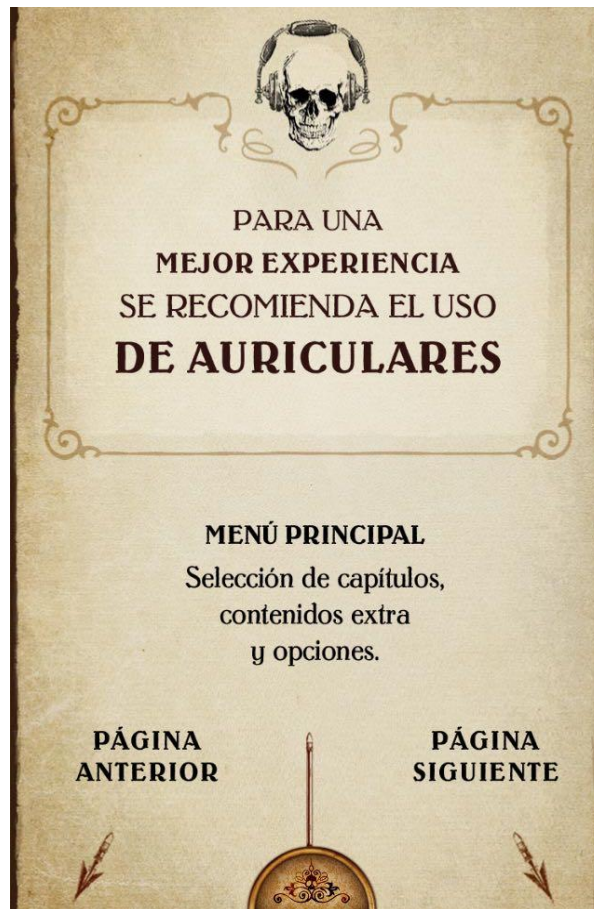 PARA UNA
MEJOR EXPERIENCIA
SE RECOMIENDA EL USO
DE AURICULARES
MENÚ PRINCIPAL
Selección de capítulos,
contenidos extra
y opciones.
PÁGINA
ANTERIOR
PÁGINA
SIGUIENTE